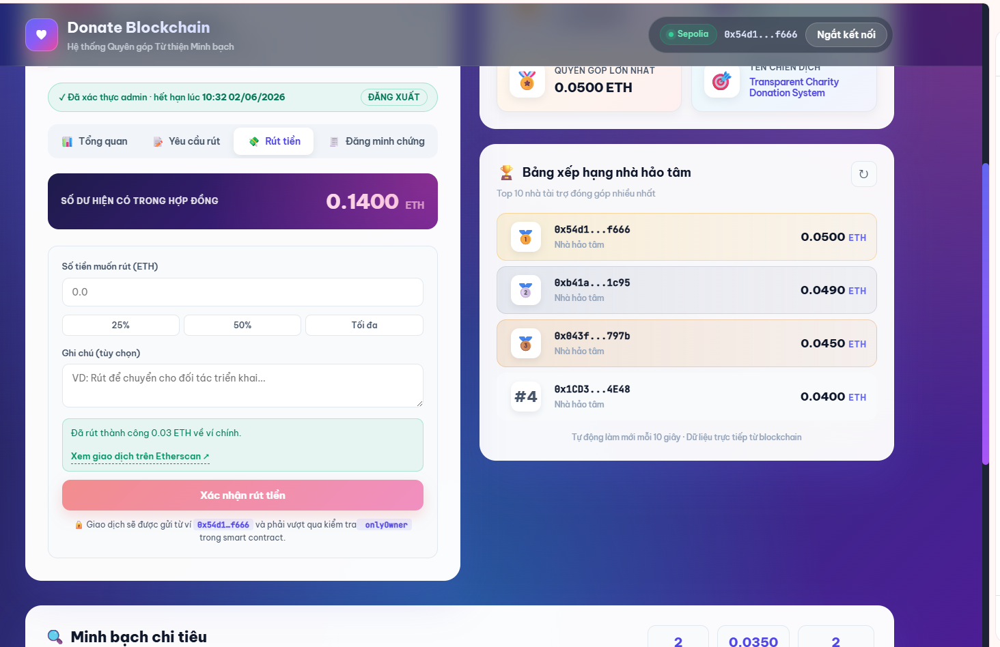 Donate Blockchain
Hệ thống Quyên góp Từ thiện Minh bạch
Sepolia
0x54d1...f666
Ngắt kết nối
✓ Đã xác thực admin · hết hạn lúc 10:32 02/06/2026
ĐĂNG XUẤT
Tổng quan
Yêu cầu rút
Rút tiền
Đăng minh chứng
SỐ DƯ HIỆN CÓ TRONG HỢP ĐỒNG
0.1400 ETH
Số tiền muốn rút (ETH)
0.0
25%
50%
Tối đa
Ghi chú (tùy chọn)
VD: Rút để chuyển cho đối tác triển khai...
Đã rút thành công 0.03 ETH về ví chính.
Xem giao dịch trên Etherscan ↗
Xác nhận rút tiền
Giao dịch sẽ được gửi từ ví 0x54d1…f666 và phải vượt qua kiểm tra onlyOwner
trong smart contract.
QUYÊN GÓP LỚN NHẤT
0.0500 ETH
TÊN CHIẾN DỊCH
Transparent Charity
Donation System
Bảng xếp hạng nhà hảo tâm
↻
Top 10 nhà tài trợ đóng góp nhiều nhất
1
0x54d1...f666
Nhà hảo tâm
0.0500 ETH
2
0xb41a...1c95
Nhà hảo tâm
0.0490 ETH
3
0x043f...797b
Nhà hảo tâm
0.0450 ETH
#4
0x1CD3...4E48
Nhà hảo tâm
0.0400 ETH
Tự động làm mới mỗi 10 giây · Dữ liệu trực tiếp từ blockchain
Minh bạch chi tiêu
2
0.0350
2